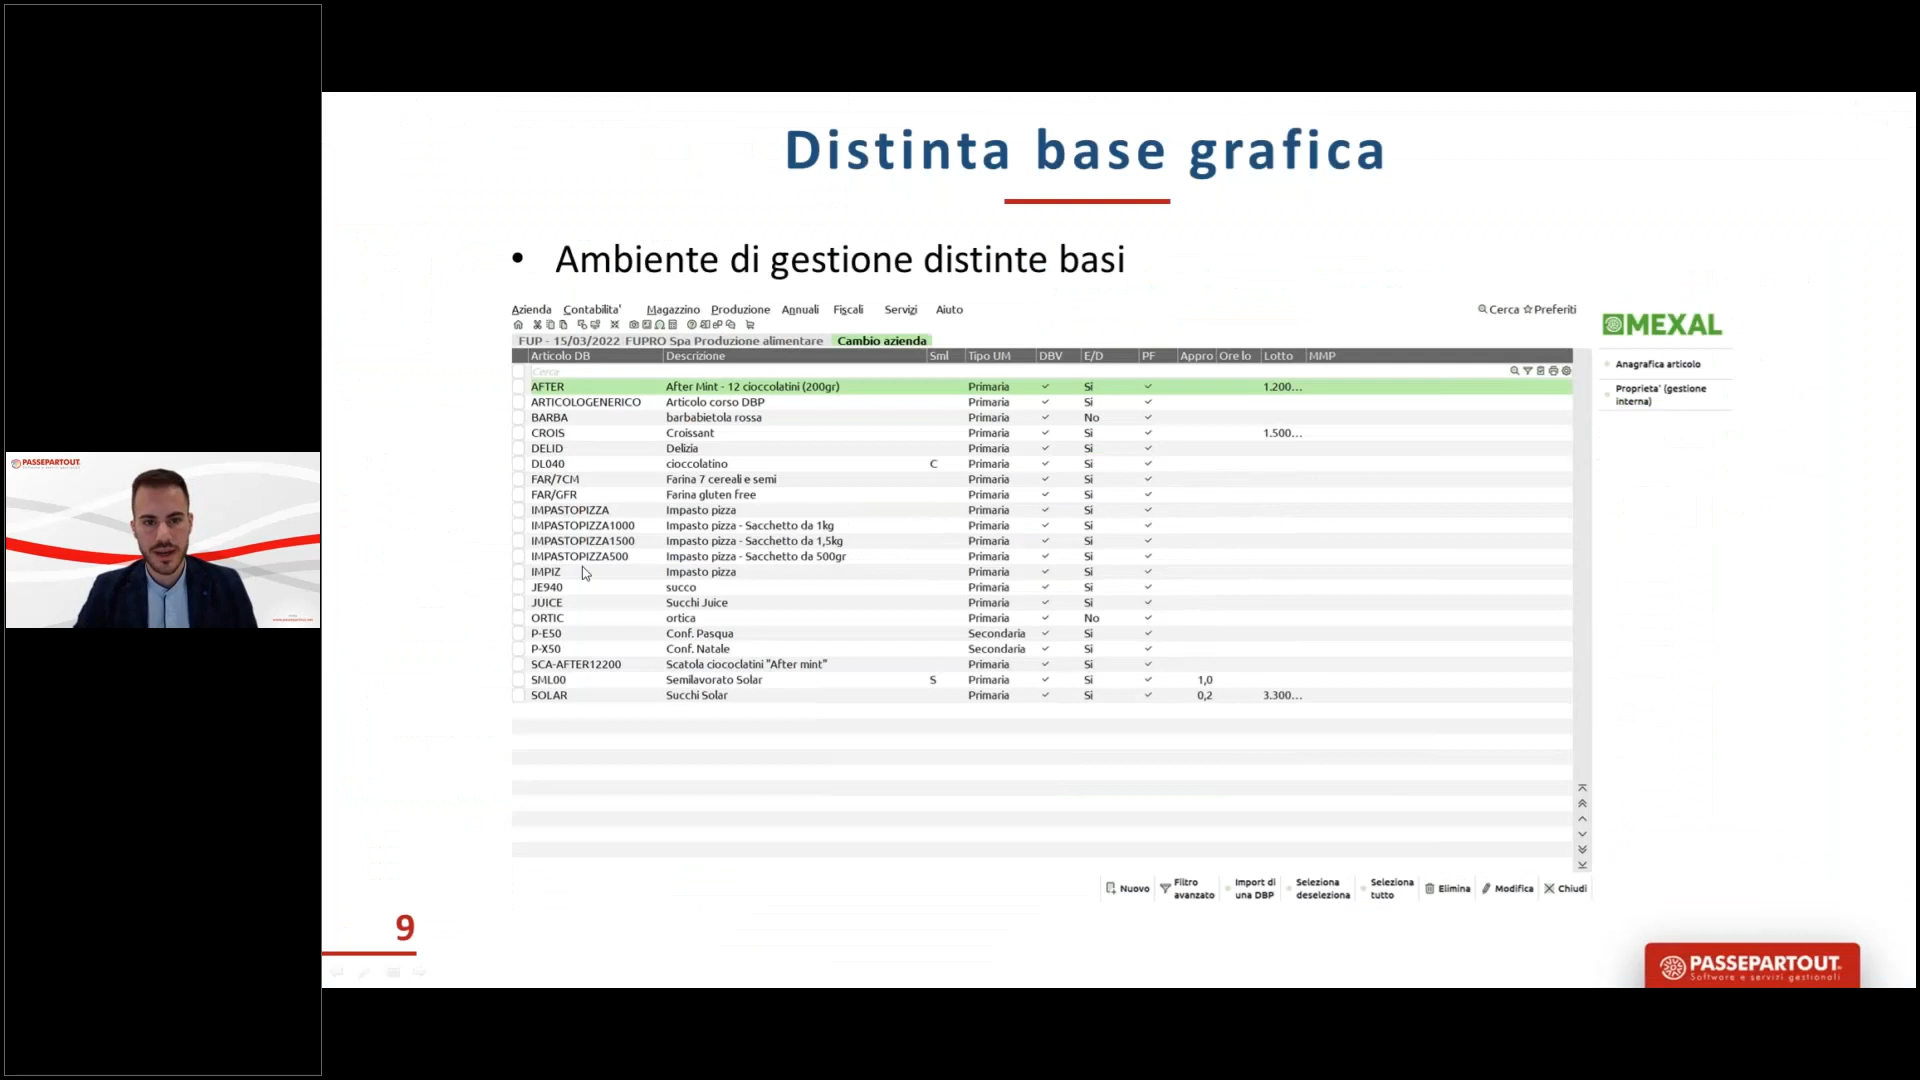 Distinta base grafica
• Ambiente di gestione distinte basi
Azienda Contabilita' Magazzino Produzione Annuali Fiscali Servizi Aiuto Cerca Preferiti
MEXAL
FUP - 15/03/2022 FUPRO Spa Produzione alimentare Cambio azienda
Articolo DB Descrizione Sml Tipo UM DBV E/D PF Appro Ore lo Lotto MMP
Cerca
AFTER After Mint - 12 cioccolatini (200gr) Primaria ✓ Si ✓ 1.200...
ARTICOLOGENERICO Articolo corso DBP Primaria ✓ Si ✓
BARBA barbabietola rossa Primaria ✓ No ✓
CROIS Croissant Primaria ✓ Si ✓ 1.500...
DELID Delizia Primaria ✓ Si ✓
DL040 cioccolatino C Primaria ✓ Si ✓
FAR/7CM Farina 7 cereali e semi Primaria ✓ Si ✓
FAR/GFR Farina gluten free Primaria ✓ Si ✓
IMPASTOPIZZA Impasto pizza Primaria ✓ Si ✓
IMPASTOPIZZA1000 Impasto pizza - Sacchetto da 1kg Primaria ✓ Si ✓
IMPASTOPIZZA1500 Impasto pizza - Sacchetto da 1,5kg Primaria ✓ Si ✓
IMPASTOPIZZA500 Impasto pizza - Sacchetto da 500gr Primaria ✓ Si ✓
IMPIZ Impasto pizza Primaria ✓ Si ✓
JE940 succo Primaria ✓ Si ✓
JUICE Succhi Juice Primaria ✓ Si ✓
ORTIC ortica Primaria ✓ No ✓
P-E50 Conf. Pasqua Secondaria ✓ Si ✓
P-X50 Conf. Natale Secondaria ✓ Si ✓
SCA-AFTER12200 Scatola ciococlatini "After mint" Primaria ✓ Si ✓
SML00 Semilavorato Solar S Primaria ✓ Si ✓ 1,0
SOLAR Succhi Solar Primaria ✓ Si ✓ 0,2 3.300...
Anagrafica articolo
Proprieta' (gestione
interna)
Nuovo
Filtro
avanzato
Import di
una DBP
Seleziona
deseleziona
Seleziona
tutto
Elimina
Modifica
Chiudi
9
PASSEPARTOUT
Software e servizi gestionali
PASSEPARTOUT